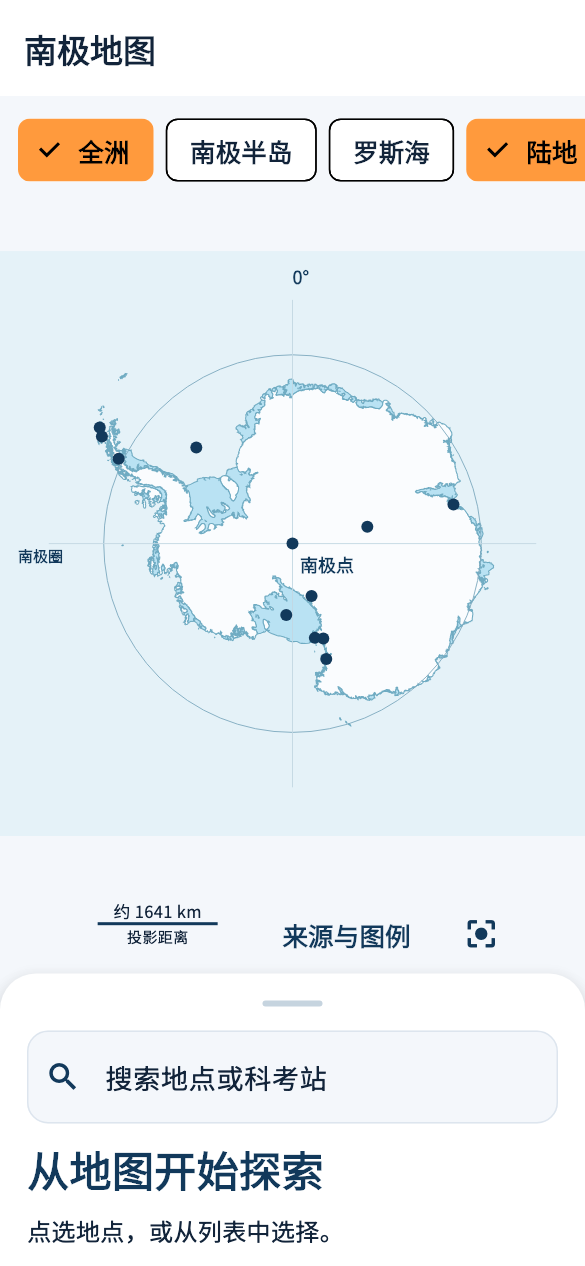 南极地图
全洲
南极半岛
罗斯海
陆地
0°
南极圈
南极点
约 1641 km
投影距离
来源与图例
搜索地点或科考站
从地图开始探索
点选地点，或从列表中选择。